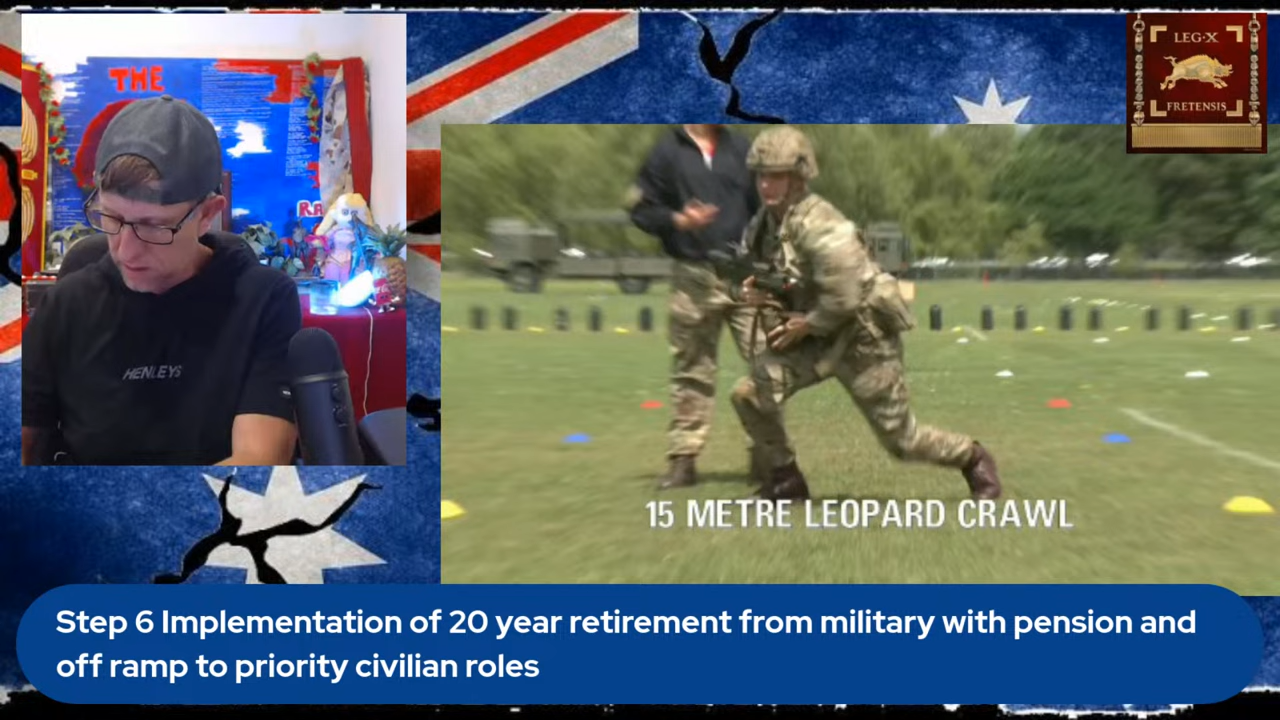 THE
RA
HENLEYS
LEG·X
FRETENSIS
15 METRE LEOPARD CRAWL
Step 6 Implementation of 20 year retirement from military with pension and
off ramp to priority civilian roles